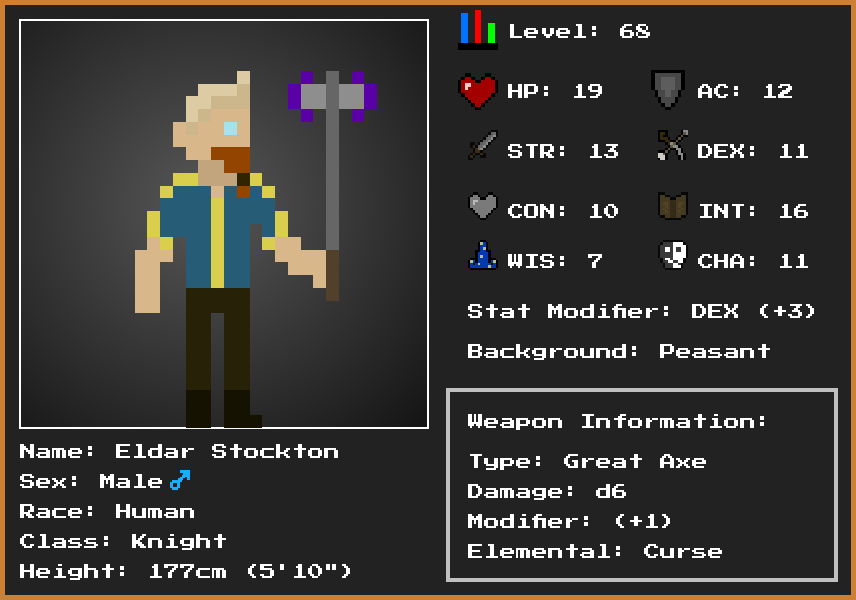 Level: 68
HP: 19
AC: 12
STR: 13
DEX: 11
CON: 10
INT: 16
WIS: 7
CHA: 11
Stat Modifier: DEX (+3)
Background: Peasant
Weapon Information:
Type: Great Axe
Damage: d6
Modifier: (+1)
Elemental: Curse
Name: Eldar Stockton
Sex: Male ♂
Race: Human
Class: Knight
Height: 177cm (5'10")